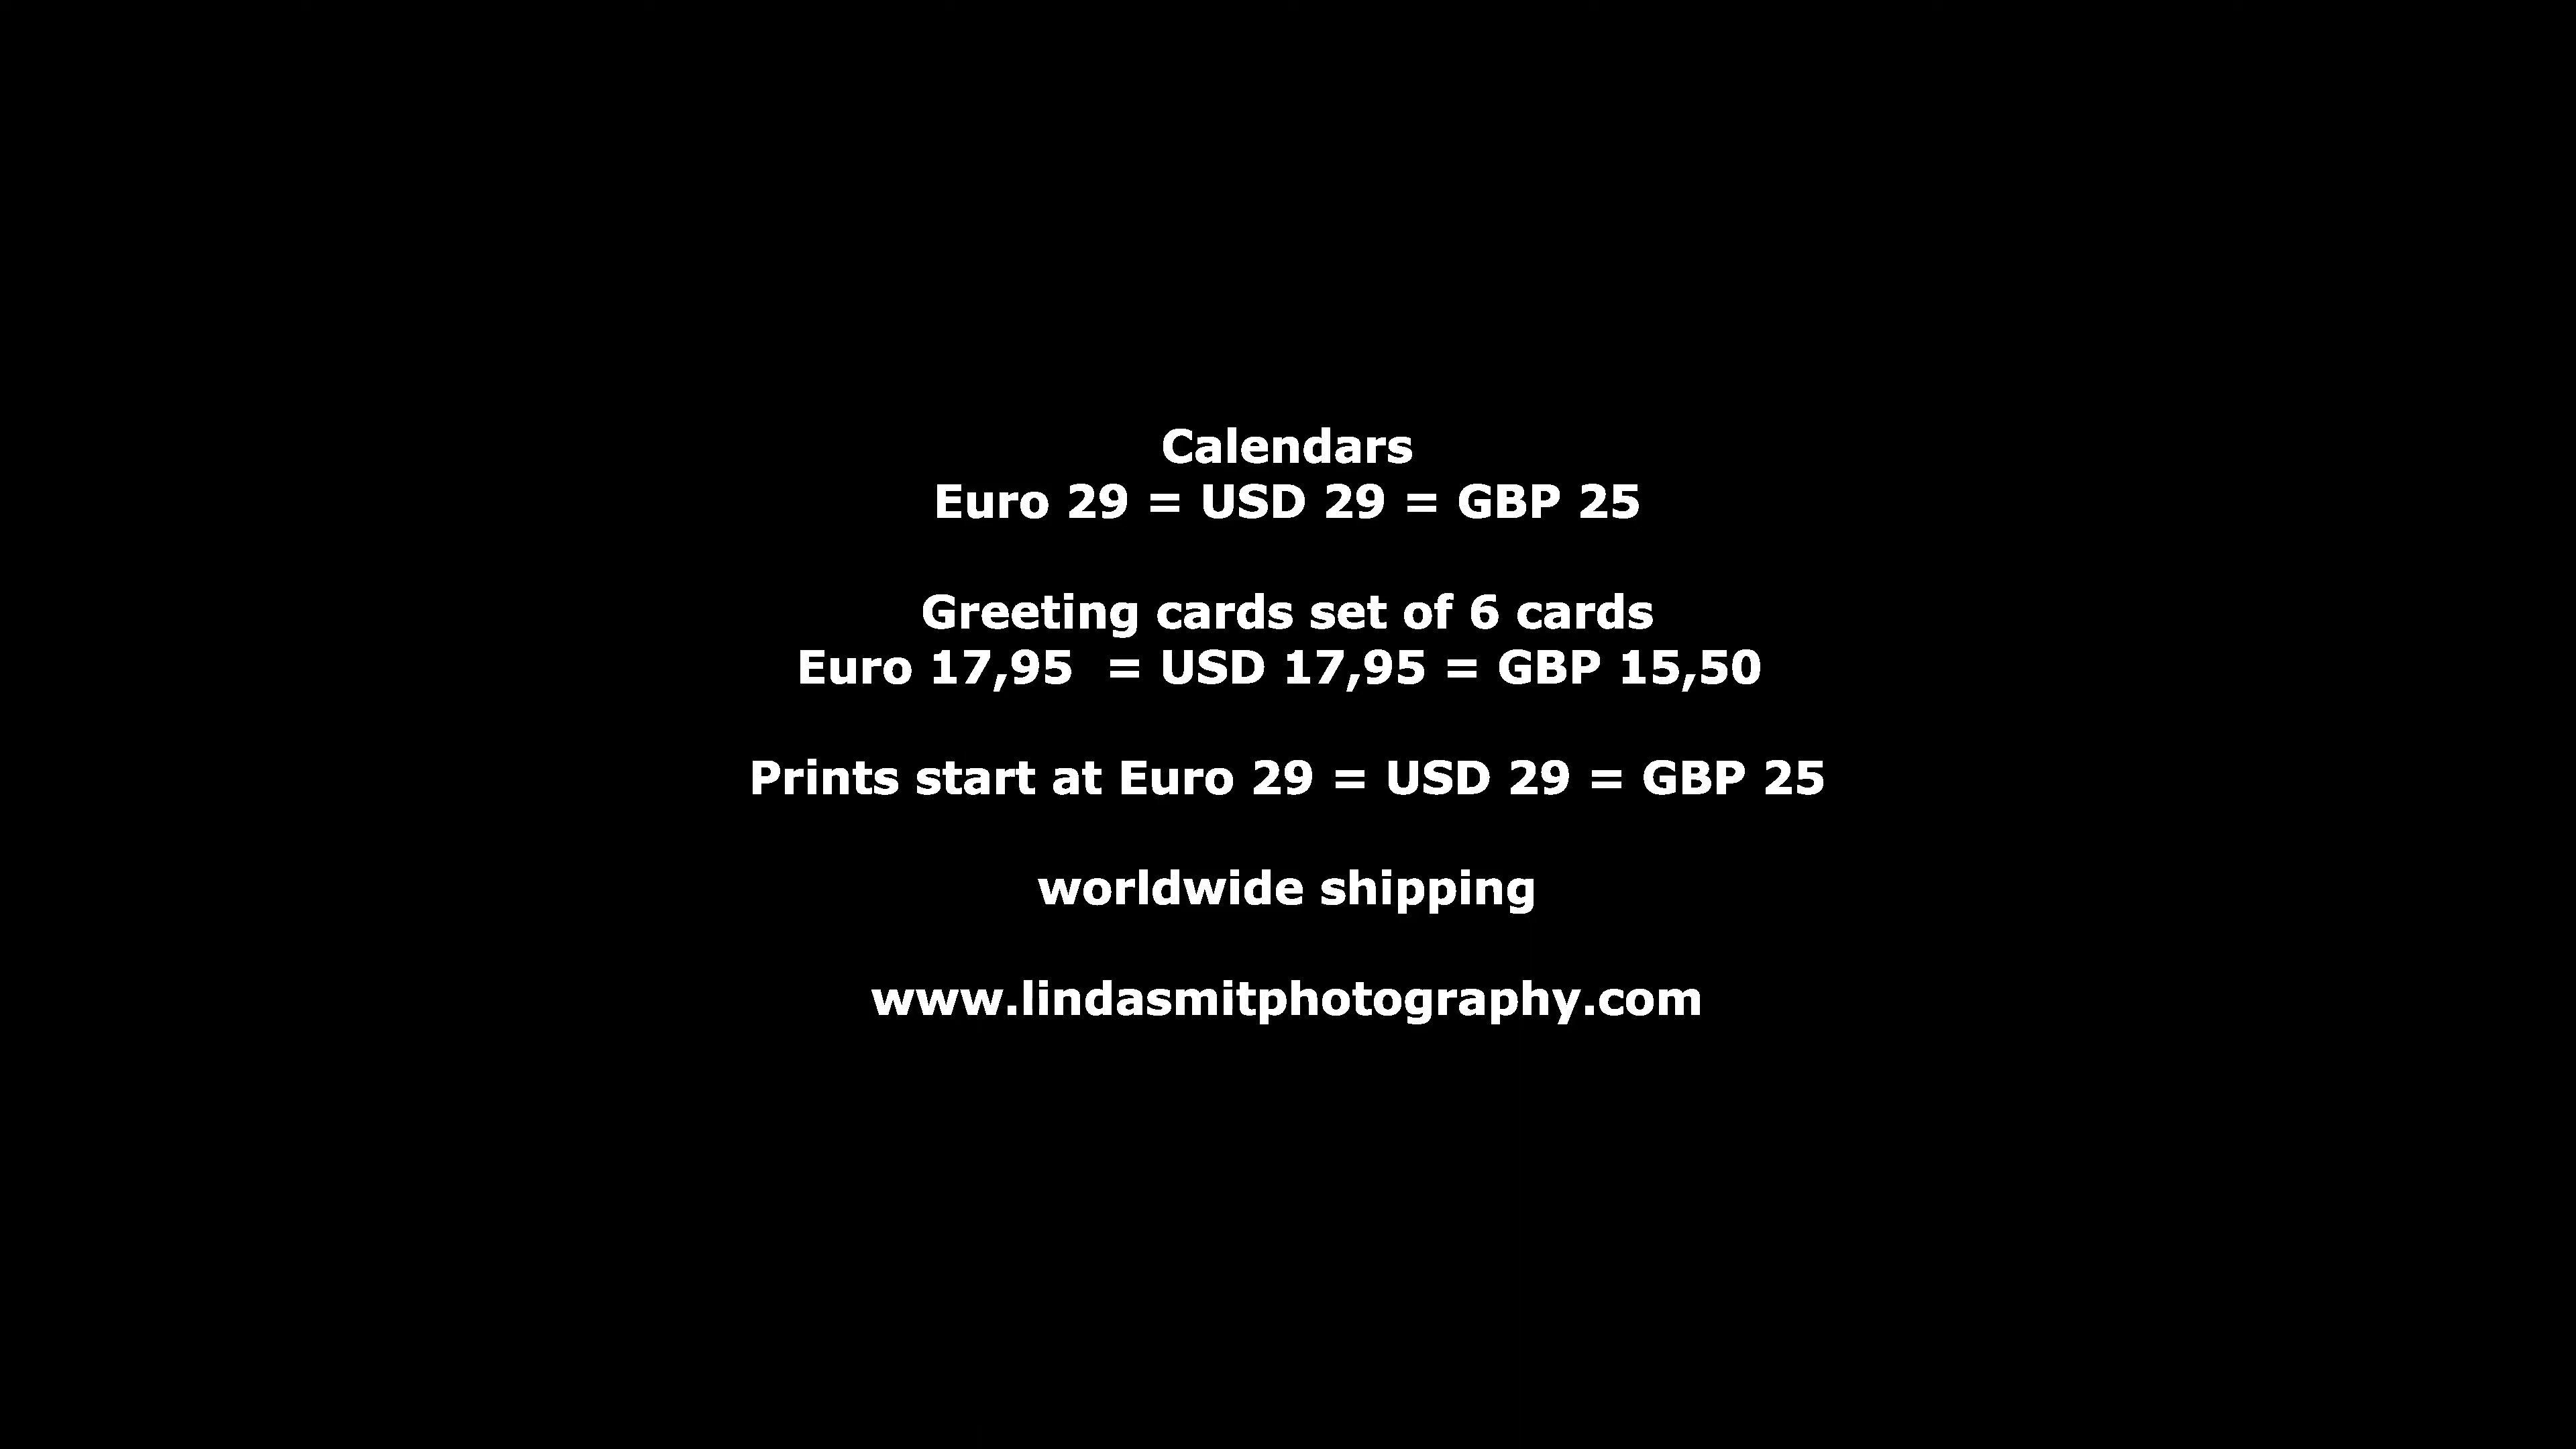 Calendars
Euro 29 = USD 29 = GBP 25
Greeting cards set of 6 cards
Euro 17,95 = USD 17,95 = GBP 15,50
Prints start at Euro 29 = USD 29 = GBP 25
worldwide shipping
www.lindasmitphotography.com